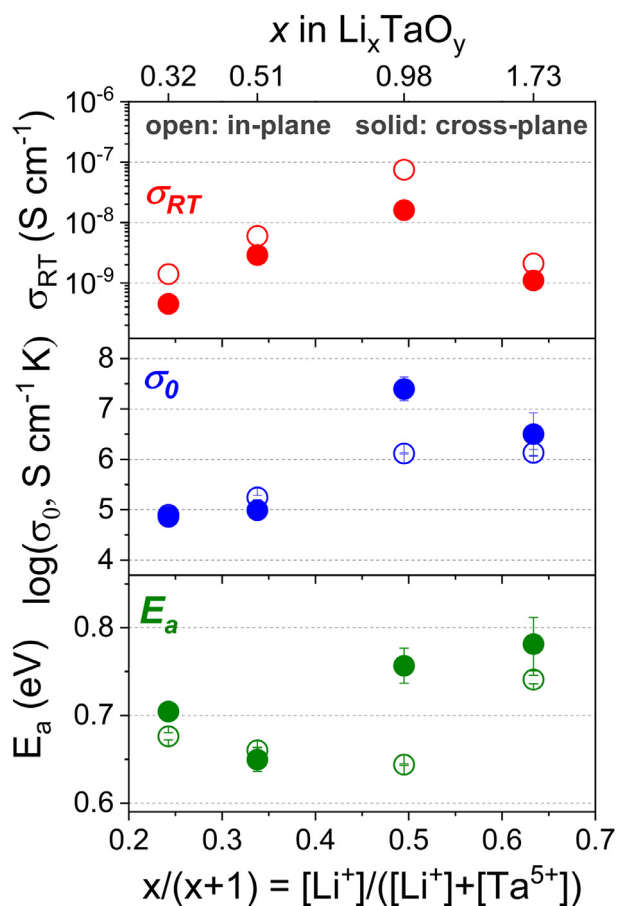 x in LiₓTaOᵧ
0.32 0.51 0.98 1.73
open: in-plane solid: cross-plane
σ_RT (S cm⁻¹)
10⁻⁶
10⁻⁷
10⁻⁸
10⁻⁹
σ_RT
log(σ₀, S cm⁻¹ K)
8
7
6
5
4
σ₀
Eₐ (eV)
0.8
0.7
0.6
Eₐ
0.2 0.3 0.4 0.5 0.6 0.7
x/(x+1) = [Li⁺]/([Li⁺]+[Ta⁵⁺])